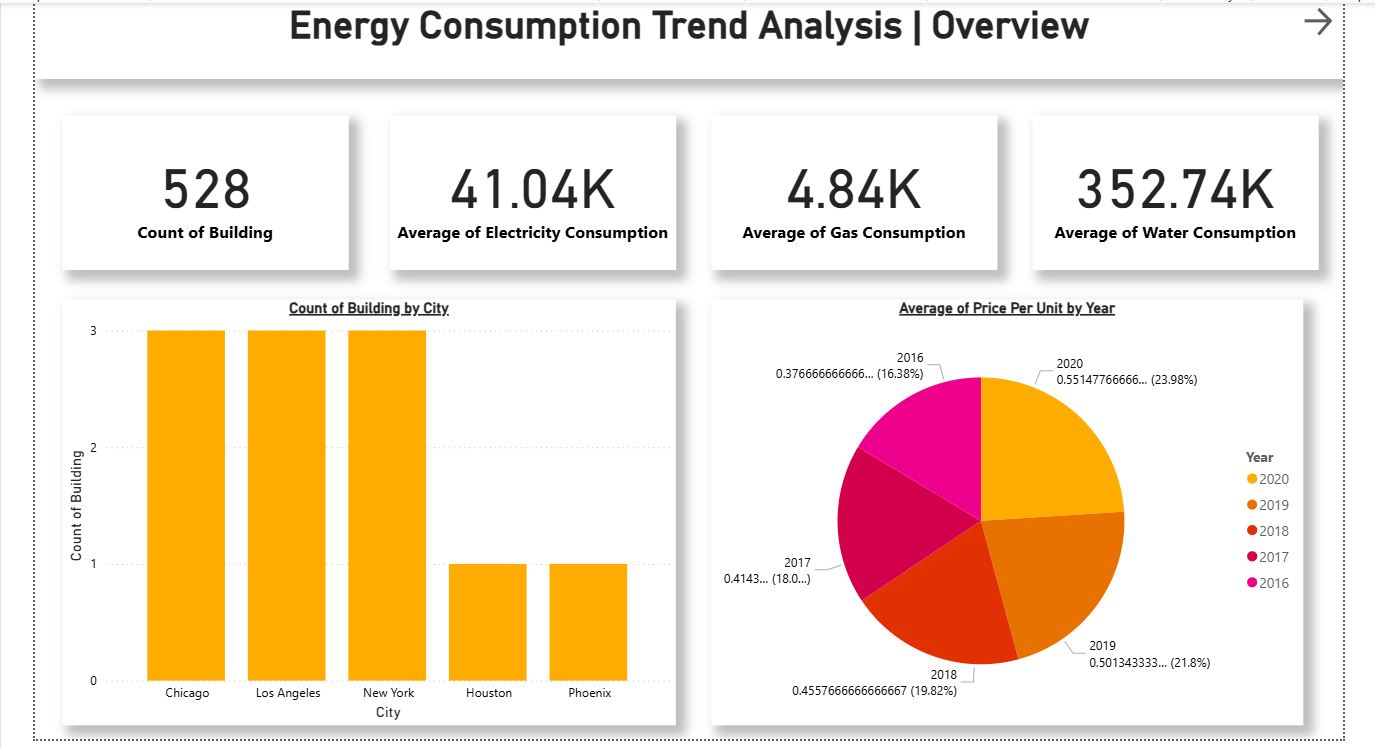 Energy Consumption Trend Analysis | Overview
528
Count of Building
41.04K
Average of Electricity Consumption
4.84K
Average of Gas Consumption
352.74K
Average of Water Consumption
Count of Building by City
Count of Building
3
2
1
0
Chicago
Los Angeles
New York
Houston
Phoenix
City
Average of Price Per Unit by Year
2016
0.376666666666... (16.38%)
2020
0.55147766666... (23.98%)
2017
0.4143... (18.0...)
2019
0.501343333... (21.8%)
2018
0.4557666666666667 (19.82%)
Year
2020
2019
2018
2017
2016